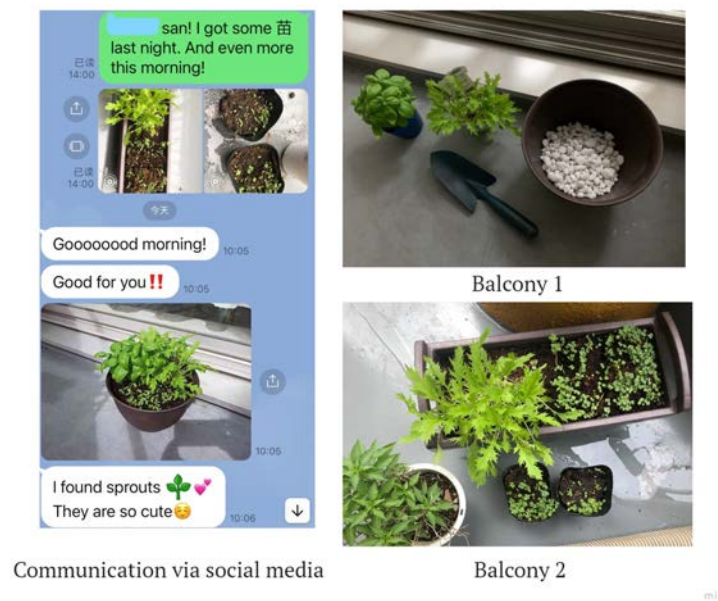 san! I got some 苗
last night. And even more
this morning!
已读
14:00
已读
14:00
今天
Goooooood morning!
10:05
Good for you‼️
10:05
10:05
I found sprouts 🌿💕
They are so cute☺️
10:06
Communication via social media
Balcony 1
Balcony 2
mi